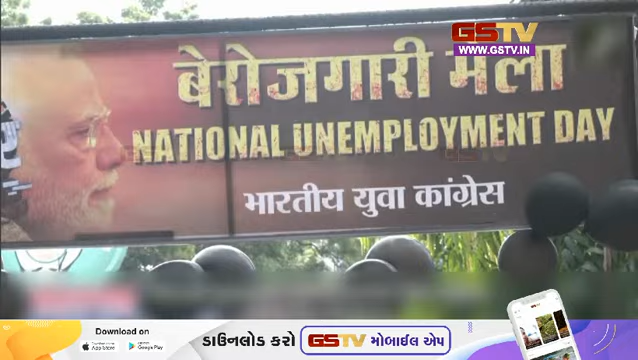 GSTV
WWW.GSTV.IN
बेरोजगारी मेला
NATIONAL UNEMPLOYMENT DAY
भारतीय युवा कांग्रेस
Download on
App Store
Google Play
ડાઉનલોડ કરો GSTV મોબાઈલ એપ